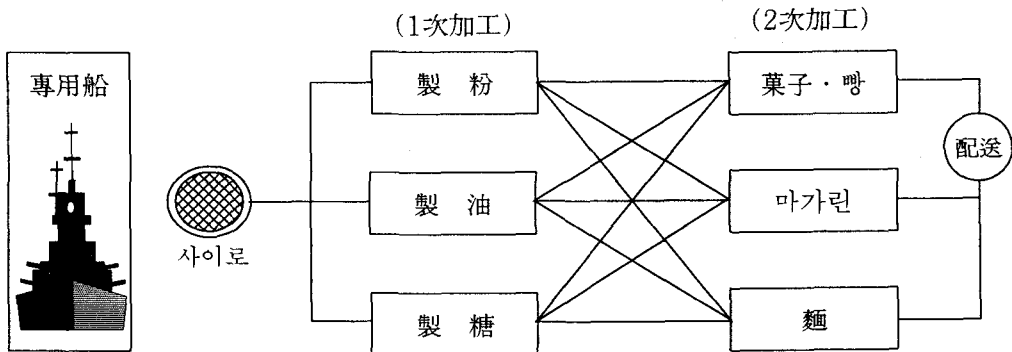 (1次加工)
(2次加工)
專用船
製 粉
菓子·빵
配送
사이로
製 油
마가린
製 糖
麵